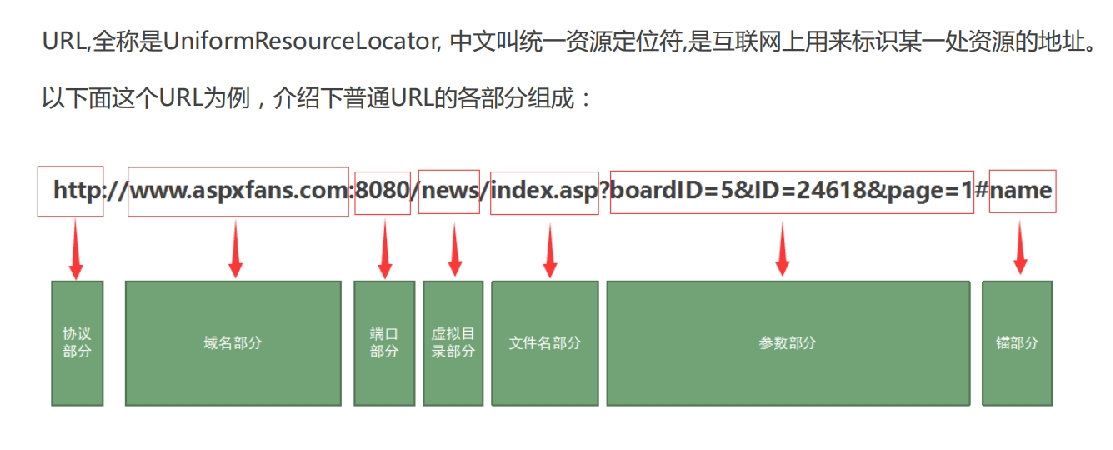 URL,全称是UniformResourceLocator, 中文叫统一资源定位符,是互联网上用来标识某一处资源的地址。
以下面这个URL为例，介绍下普通URL的各部分组成：
http://www.aspxfans.com:8080/news/index.asp?boardID=5&ID=24618&page=1#name
协议
部分
域名部分
端口
部分
虚拟目
录部分
文件名部分
参数部分
锚部分